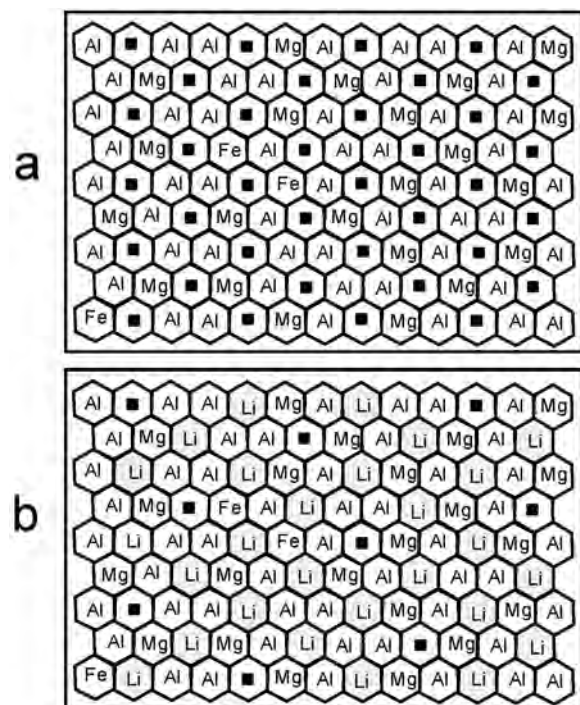 a
Al ■ Al Al ■ Mg Al ■ Al Al ■ Al Mg
Al Mg ■ Al Al ■ Mg Al ■ Mg Al ■
Al ■ Al Al ■ Mg Al ■ Mg Al ■ Al Mg
Al Mg ■ Fe Al ■ Al Al ■ Mg Al ■
Al ■ Al Al ■ Fe Al ■ Mg Al ■ Mg Al
Mg Al ■ Mg Al ■ Mg Al ■ Al Al ■
Al ■ Al Al ■ Al Al ■ Mg Al ■ Mg Al
Al Mg ■ Mg Al ■ Al Al ■ Mg Al ■
Fe ■ Al Al ■ Mg Al ■ Mg Al ■ Al Al
b
Al ■ Al Al Li Mg Al Li Al Al ■ Al Mg
Al Mg Li Al Al ■ Mg Al Li Mg Al Li
Al Li Al Al Li Mg Al Li Mg Al Li Al Mg
Al Mg ■ Fe Al Li Al Al Li Mg Al ■
Al Li Al Al Li Fe Al ■ Mg Al Li Mg Al
Mg Al Li Mg Al Li Mg Al Li Al Al Li
Al ■ Al Al Li Al Al Li Mg Al Li Mg Al
Al Mg Li Mg Al Li Al Al ■ Mg Al Li
Fe Li Al Al ■ Mg Al Li Mg Al Li Al Al